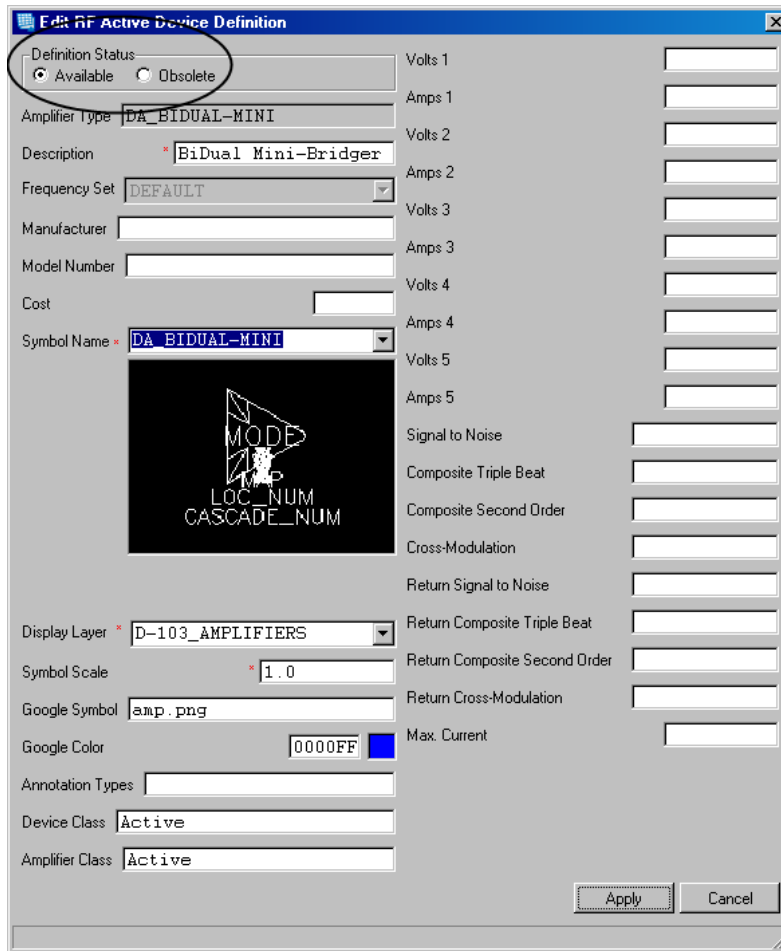 Edit RF Active Device Definition
Definition Status
Available Obsolete
Amplifier Type DA_BIDUAL-MINI
Description * BiDual Mini-Bridger
Frequency Set DEFAULT
Manufacturer
Model Number
Cost
Symbol Name * DA_BIDUAL-MINI
MODE
MAP
LOC_NUM
CASCADE_NUM
Display Layer * D-103_AMPLIFIERS
Symbol Scale * 1.0
Google Symbol amp.png
Google Color 0000FF
Annotation Types
Device Class Active
Amplifier Class Active
Volts 1
Amps 1
Volts 2
Amps 2
Volts 3
Amps 3
Volts 4
Amps 4
Volts 5
Amps 5
Signal to Noise
Composite Triple Beat
Composite Second Order
Cross-Modulation
Return Signal to Noise
Return Composite Triple Beat
Return Composite Second Order
Return Cross-Modulation
Max. Current
Apply Cancel